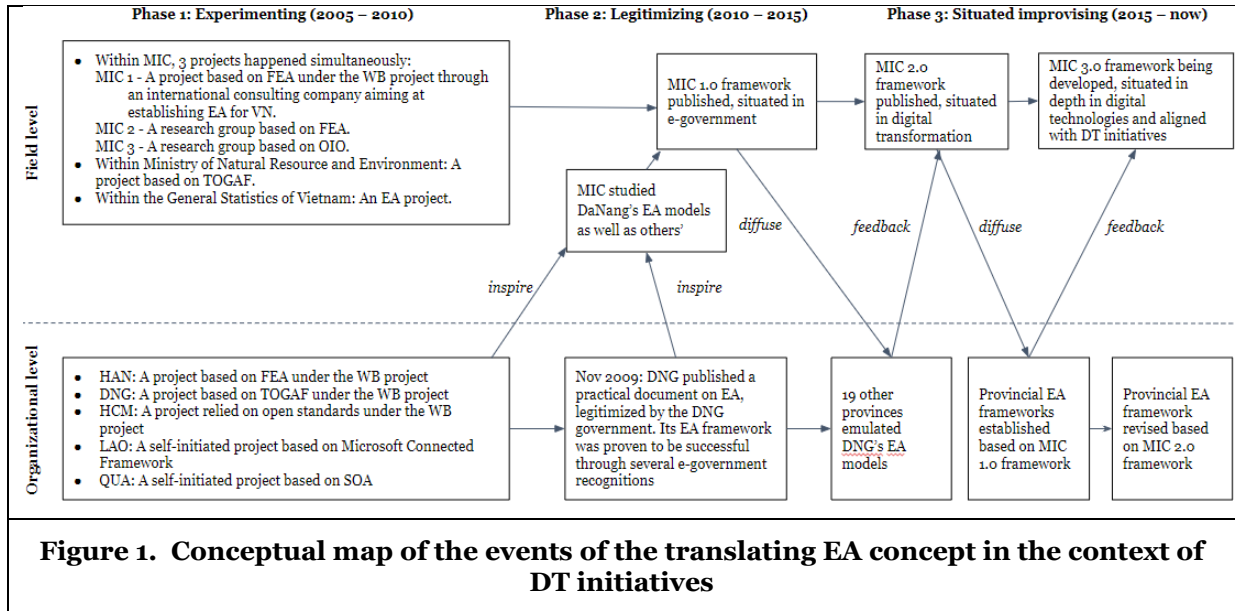 Phase 1: Experimenting (2005 – 2010)
Phase 2: Legitimizing (2010 – 2015)
Phase 3: Situated improvising (2015 – now)
Field level
• Within MIC, 3 projects happened simultaneously:
MIC 1 - A project based on FEA under the WB project through
an international consulting company aiming at
establishing EA for VN.
MIC 2 - A research group based on FEA.
MIC 3 - A research group based on OIO.
• Within Ministry of Natural Resource and Environment: A
project based on TOGAF.
• Within the General Statistics of Vietnam: An EA project.
MIC 1.0 framework
published, situated in
e-government
MIC 2.0
framework
published, situated
in digital
transformation
MIC 3.0 framework being
developed, situated in
depth in digital
technologies and aligned
with DT initiatives
MIC studied
DaNang's EA models
as well as others'
diffuse
feedback
diffuse
feedback
inspire
inspire
Organizational level
• HAN: A project based on FEA under the WB project
• DNG: A project based on TOGAF under the WB project
• HCM: A project relied on open standards under the WB
project
• LAO: A self-initiated project based on Microsoft Connected
Framework
• QUA: A self-initiated project based on SOA
Nov 2009: DNG published a
practical document on EA,
legitimized by the DNG
government. Its EA framework
was proven to be successful
through several e-government
recognitions
19 other
provinces
emulated
DNG's EA
models
Provincial EA
frameworks
established
based on MIC
1.0 framework
Provincial EA
framework
revised based
on MIC 2.0
framework
Figure 1. Conceptual map of the events of the translating EA concept in the context of
DT initiatives